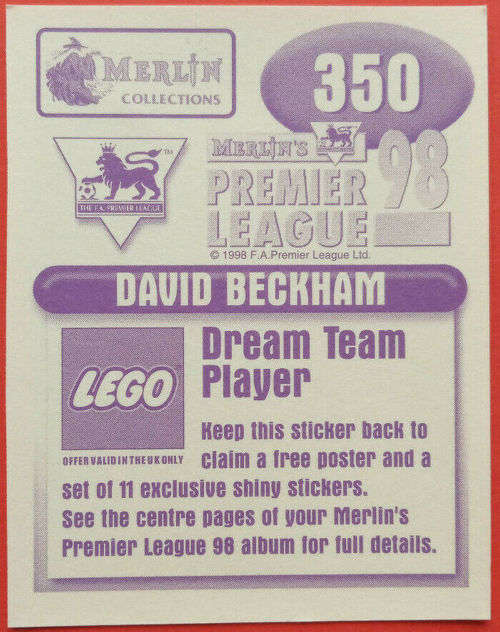 MERLIN
COLLECTIONS
350
TM
THE F.A. PREMIER LEAGUE
MERLIN'S
PREMIER
LEAGUE
98
© 1998 F.A.Premier League Ltd.
DAVID BECKHAM
LEGO
OFFER VALID IN THE UK ONLY
Dream Team
Player
Keep this sticker back to
claim a free poster and a
set of 11 exclusive shiny stickers.
See the centre pages of your Merlin's
Premier League 98 album for full details.